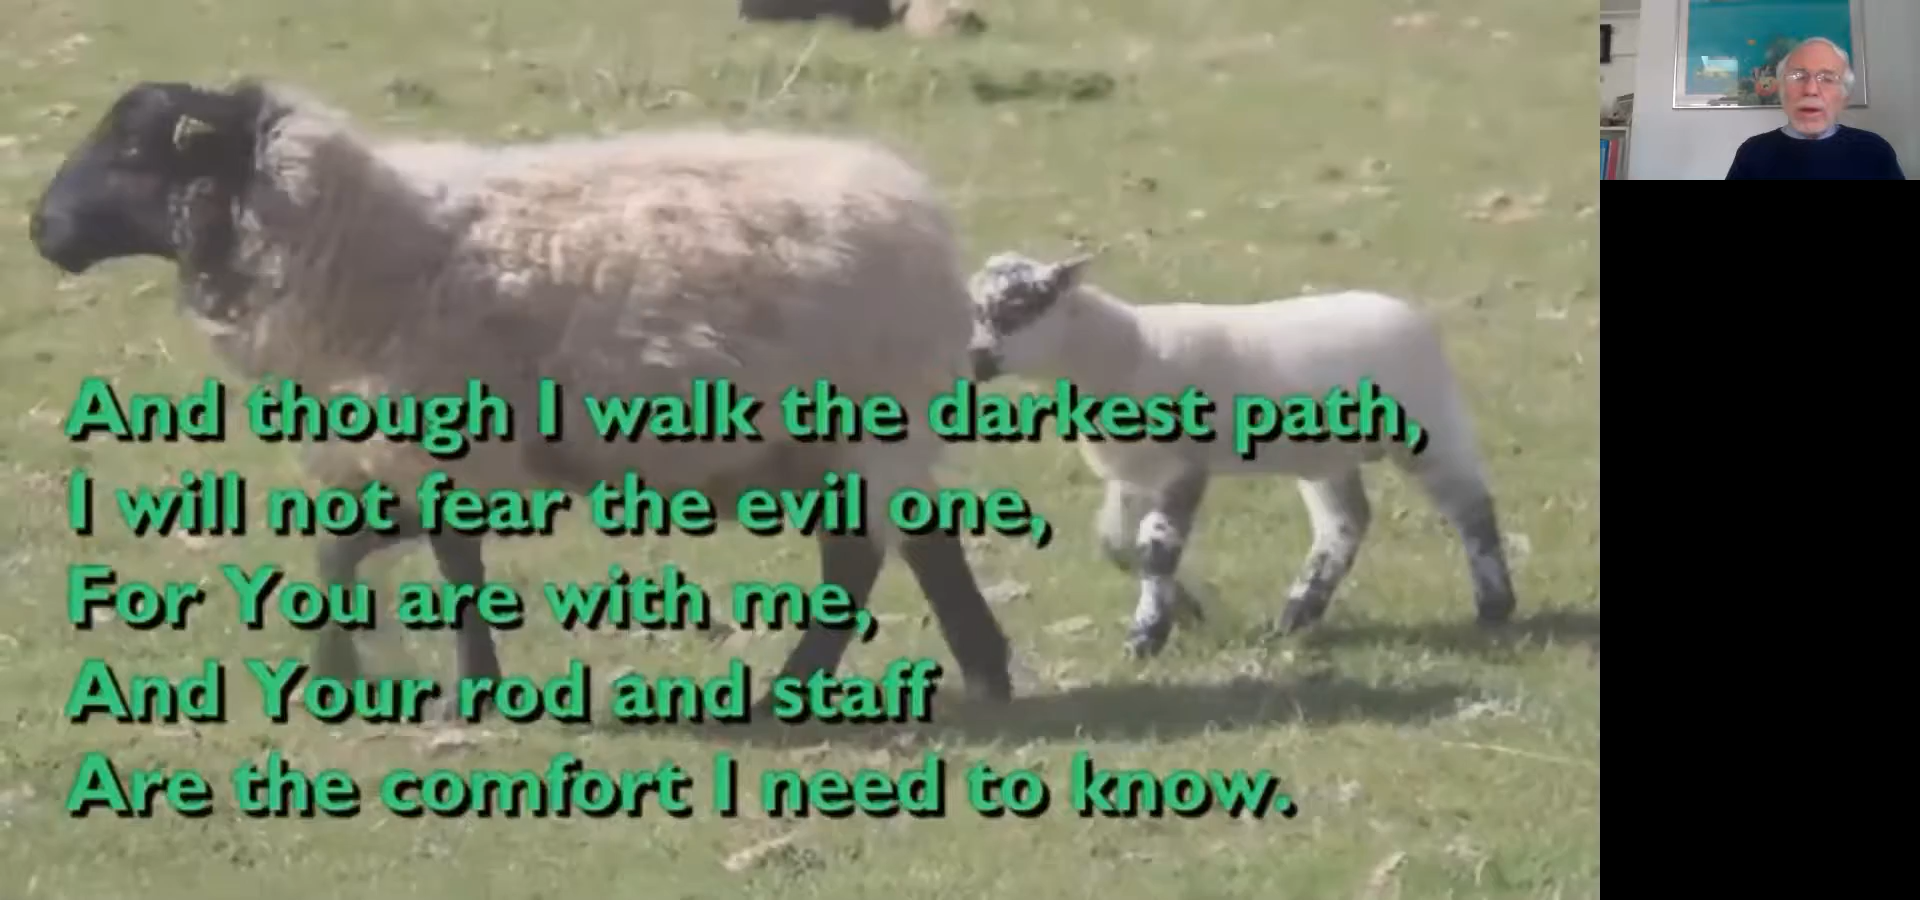 And though I walk the darkest path,
I will not fear the evil one,
For You are with me,
And Your rod and staff
Are the comfort I need to know.